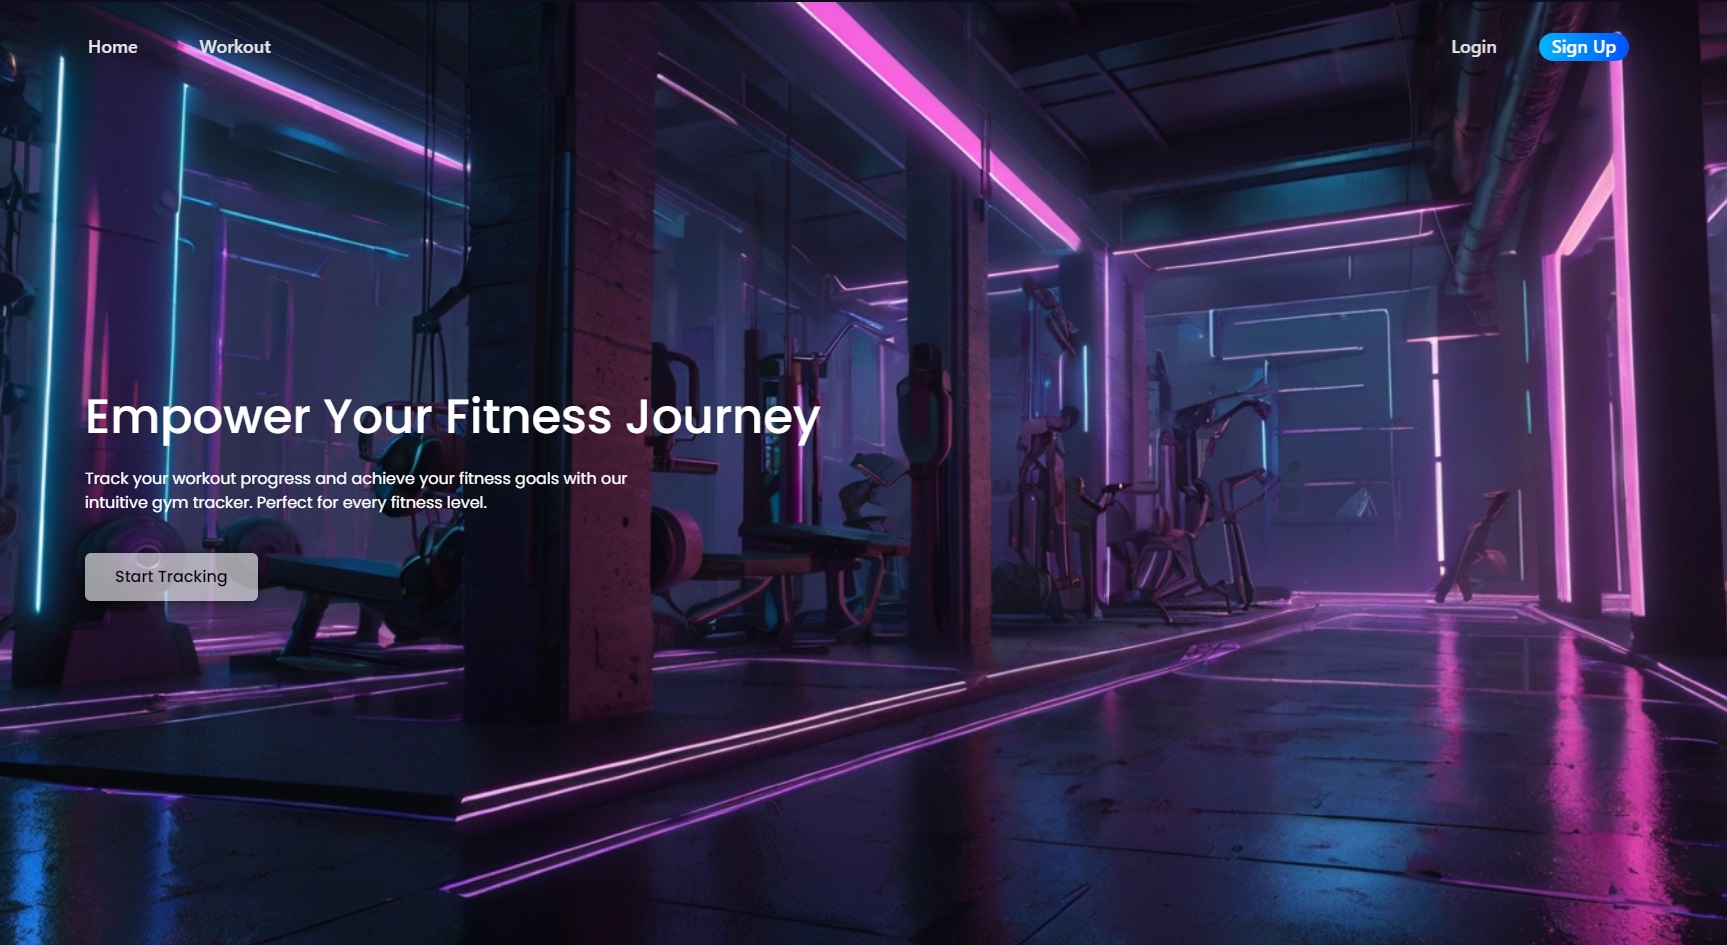 Home
Workout
Login
Sign Up
Empower Your Fitness Journey
Track your workout progress and achieve your fitness goals with our
intuitive gym tracker. Perfect for every fitness level.
Start Tracking